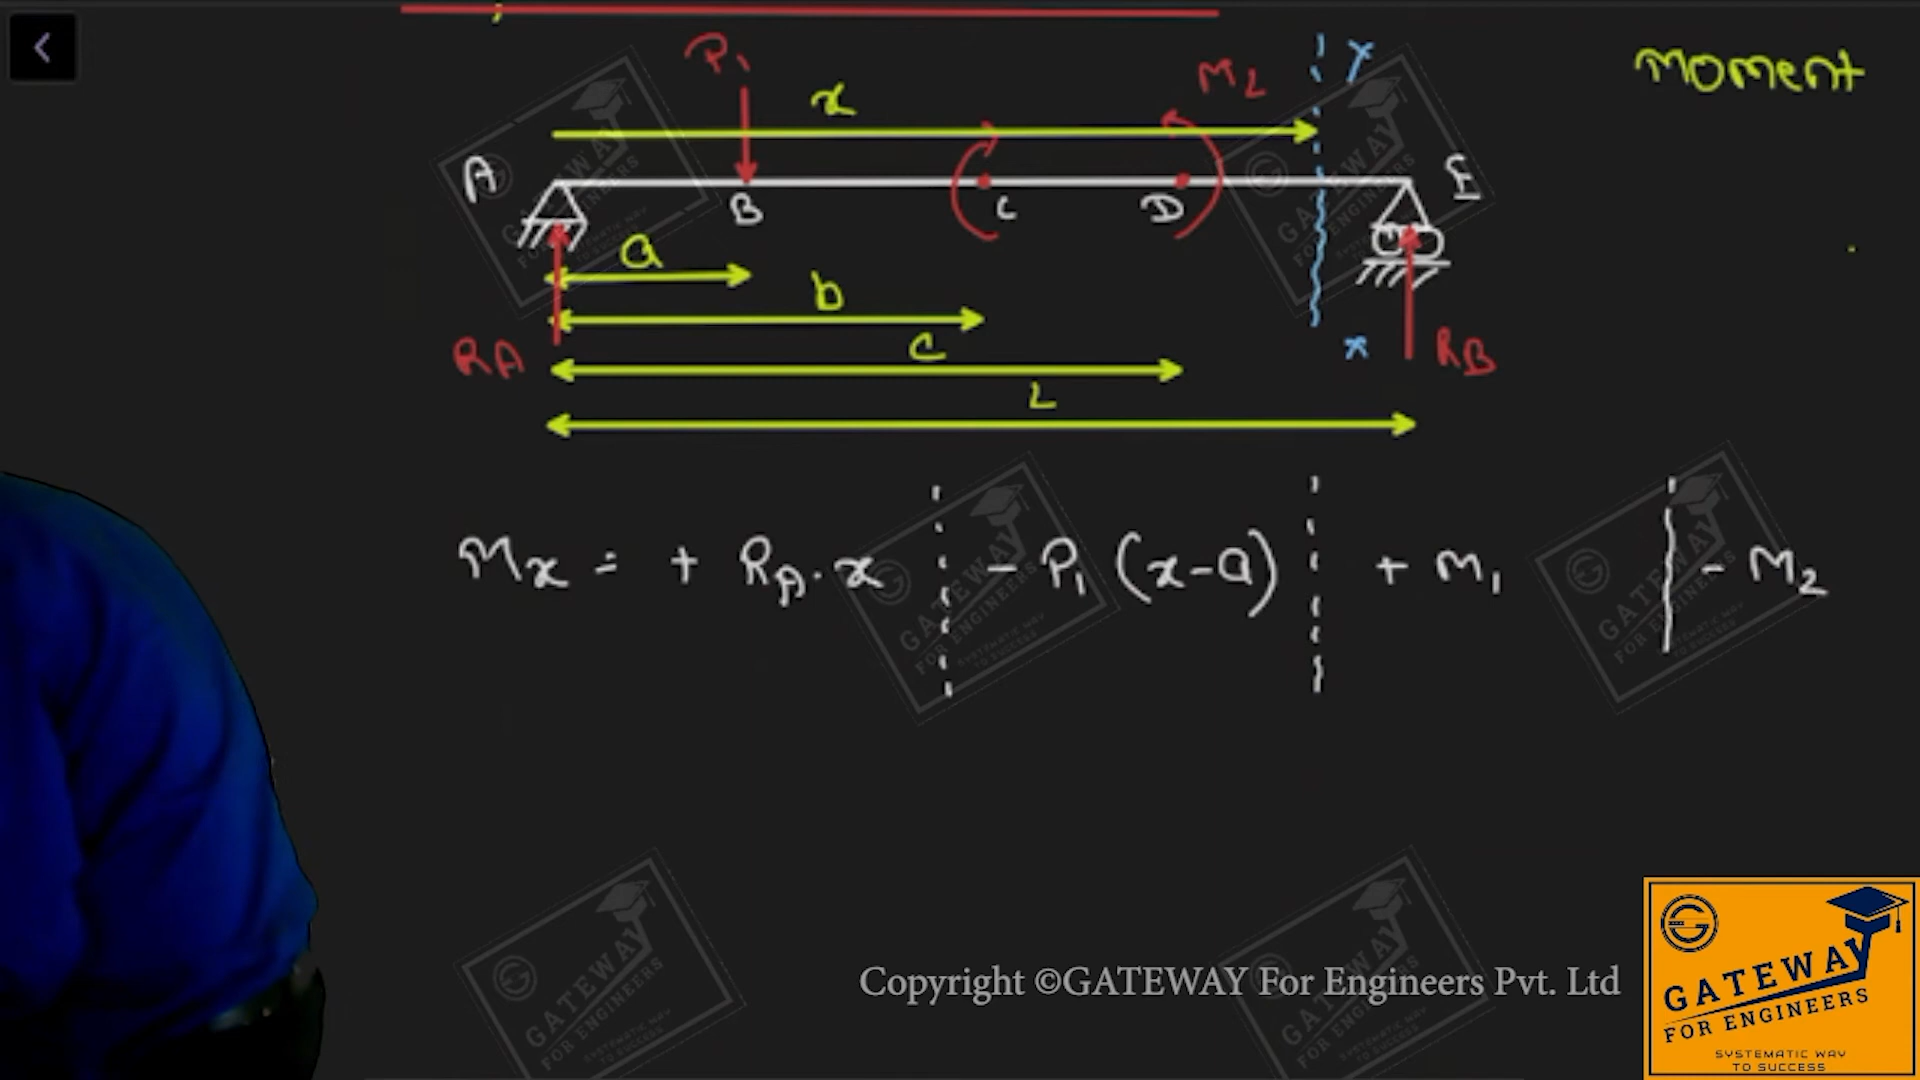 Moment
P1
x
M2
A
B
C
D
E
a
b
c
L
RA
RB
x
Mx = + RA.x - P1 (x-a) + M1 - M2
Copyright ©GATEWAY For Engineers Pvt. Ltd
GATEWAY
FOR ENGINEERS
SYSTEMATIC WAY
TO SUCCESS